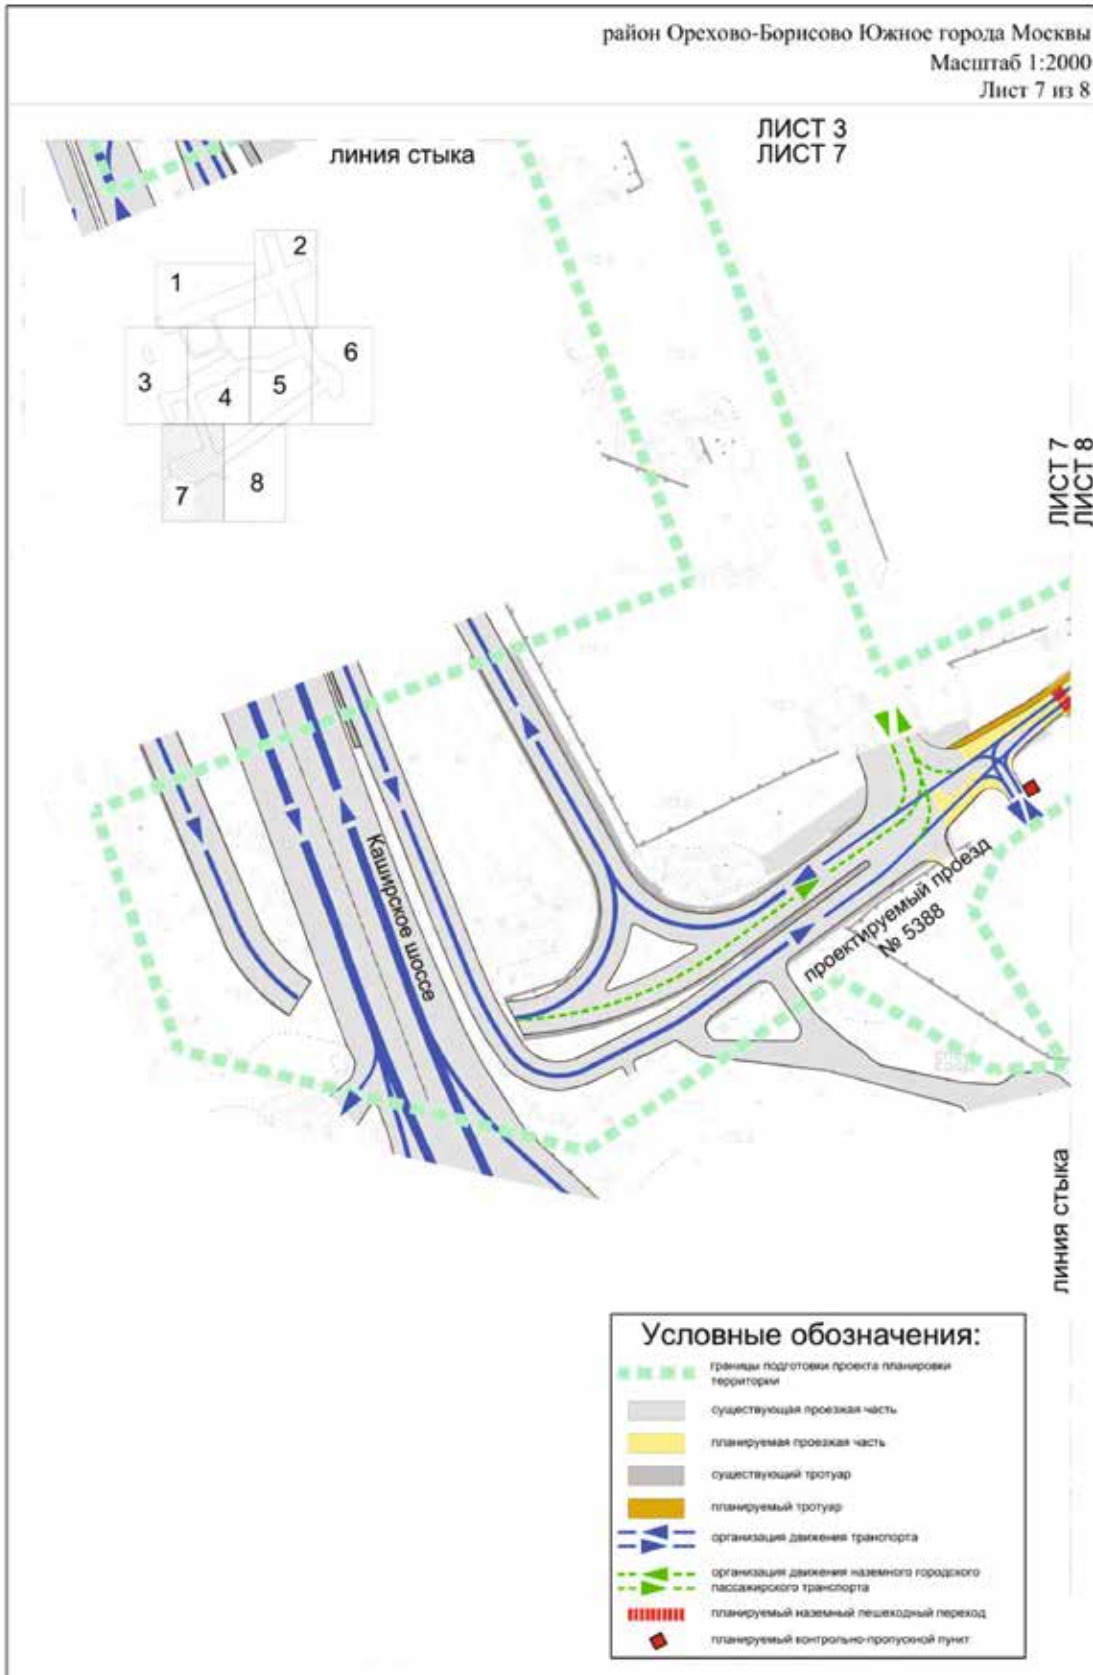 район Орехово-Борисово Южное города Москвы
Масштаб 1:2000
Лист 7 из 8
ЛИСТ 3
ЛИСТ 7
линия стыка
1
2
3
4
5
6
7
8
ЛИСТ 7
ЛИСТ 8
Каширское шоссе
проектируемый проезд
№ 5388
линия стыка
Условные обозначения:
границы подготовки проекта планировки
территории
существующая проезжая часть
планируемая проезжая часть
существующий тротуар
планируемый тротуар
организация движения транспорта
организация движения наземного городского
пассажирского транспорта
планируемый наземный пешеходный переход
планируемый контрольно-пропускной пункт